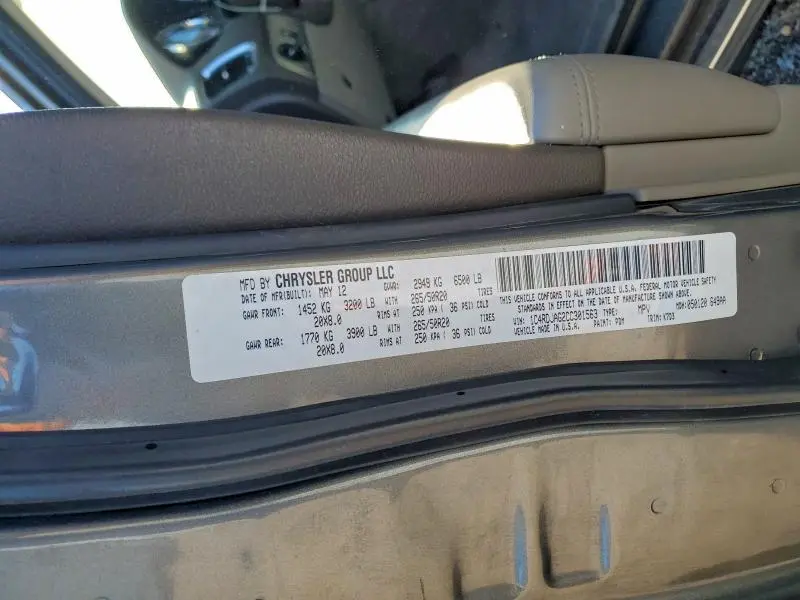 MFD BY CHRYSLER GROUP LLC
DATE OF MFR(BUILT): MAY 12 GVWR: 2949 KG 6500 LB
GAWR FRONT: 1452 KG 3200 LB WITH 265/50R20 TIRES
20X8.0 RIMS AT 250 KPA ( 36 PSI) COLD
GAWR REAR: 1770 KG 3900 LB WITH 265/50R20 TIRES
20X8.0 RIMS AT 250 KPA ( 36 PSI) COLD
THIS VEHICLE CONFORMS TO ALL APPLICABLE U.S.A. FEDERAL MOTOR VEHICLE SAFETY
STANDARDS IN EFFECT ON THE DATE OF MANUFACTURE SHOWN ABOVE.
VIN: 1C4RDJAG2CC301563 TYPE: MPV MDH: 050120
VEHICLE MADE IN U.S.A. PAINT: PDM TRIM: K7D3